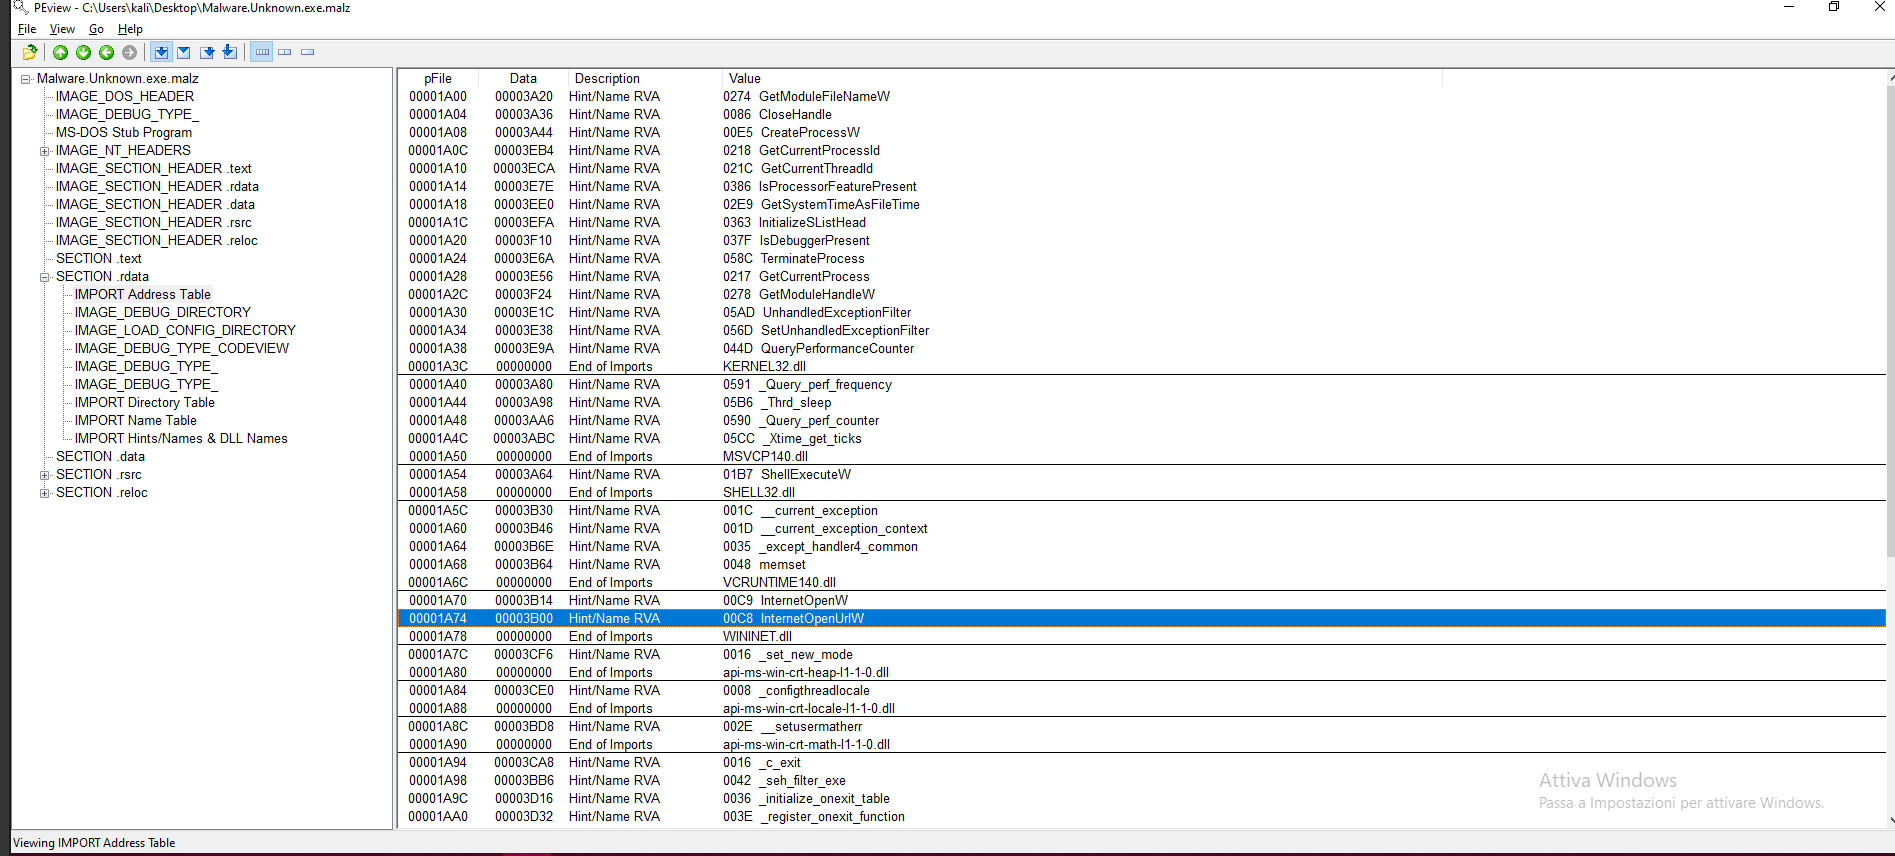 PEview - C:\Users\kali\Desktop\Malware.Unknown.exe.malz
File View Go Help
Malware.Unknown.exe.malz
IMAGE_DOS_HEADER
IMAGE_DEBUG_TYPE_
MS-DOS Stub Program
IMAGE_NT_HEADERS
IMAGE_SECTION_HEADER .text
IMAGE_SECTION_HEADER .rdata
IMAGE_SECTION_HEADER .data
IMAGE_SECTION_HEADER .rsrc
IMAGE_SECTION_HEADER .reloc
SECTION .text
SECTION .rdata
IMPORT Address Table
IMAGE_DEBUG_DIRECTORY
IMAGE_LOAD_CONFIG_DIRECTORY
IMAGE_DEBUG_TYPE_CODEVIEW
IMAGE_DEBUG_TYPE_
IMAGE_DEBUG_TYPE_
IMPORT Directory Table
IMPORT Name Table
IMPORT Hints/Names & DLL Names
SECTION .data
SECTION .rsrc
SECTION .reloc
pFile Data Description Value
00001A00 00003A20 Hint/Name RVA 0274 GetModuleFileNameW
00001A04 00003A36 Hint/Name RVA 0086 CloseHandle
00001A08 00003A44 Hint/Name RVA 00E5 CreateProcessW
00001A0C 00003EB4 Hint/Name RVA 0218 GetCurrentProcessId
00001A10 00003ECA Hint/Name RVA 021C GetCurrentThreadId
00001A14 00003E7E Hint/Name RVA 0386 IsProcessorFeaturePresent
00001A18 00003EE0 Hint/Name RVA 02E9 GetSystemTimeAsFileTime
00001A1C 00003EFA Hint/Name RVA 0363 InitializeSListHead
00001A20 00003F10 Hint/Name RVA 037F IsDebuggerPresent
00001A24 00003E6A Hint/Name RVA 058C TerminateProcess
00001A28 00003E56 Hint/Name RVA 0217 GetCurrentProcess
00001A2C 00003F24 Hint/Name RVA 0278 GetModuleHandleW
00001A30 00003E1C Hint/Name RVA 05AD UnhandledExceptionFilter
00001A34 00003E38 Hint/Name RVA 056D SetUnhandledExceptionFilter
00001A38 00003E9A Hint/Name RVA 044D QueryPerformanceCounter
00001A3C 00000000 End of Imports KERNEL32.dll
00001A40 00003A80 Hint/Name RVA 0591 _Query_perf_frequency
00001A44 00003A98 Hint/Name RVA 05B6 _Thrd_sleep
00001A48 00003AA6 Hint/Name RVA 0590 _Query_perf_counter
00001A4C 00003ABC Hint/Name RVA 05CC _Xtime_get_ticks
00001A50 00000000 End of Imports MSVCP140.dll
00001A54 00003A64 Hint/Name RVA 01B7 ShellExecuteW
00001A58 00000000 End of Imports SHELL32.dll
00001A5C 00003B30 Hint/Name RVA 001C __current_exception
00001A60 00003B46 Hint/Name RVA 001D __current_exception_context
00001A64 00003B6E Hint/Name RVA 0035 _except_handler4_common
00001A68 00003B64 Hint/Name RVA 0048 memset
00001A6C 00000000 End of Imports VCRUNTIME140.dll
00001A70 00003B14 Hint/Name RVA 00C9 InternetOpenW
00001A74 00003B00 Hint/Name RVA 00C8 InternetOpenUrlW
00001A78 00000000 End of Imports WININET.dll
00001A7C 00003CF6 Hint/Name RVA 0016 _set_new_mode
00001A80 00000000 End of Imports api-ms-win-crt-heap-l1-1-0.dll
00001A84 00003CE0 Hint/Name RVA 0008 _configthreadlocale
00001A88 00000000 End of Imports api-ms-win-crt-locale-l1-1-0.dll
00001A8C 00003BD8 Hint/Name RVA 002E __setusermatherr
00001A90 00000000 End of Imports api-ms-win-crt-math-l1-1-0.dll
00001A94 00003CA8 Hint/Name RVA 0016 _c_exit
00001A98 00003BB6 Hint/Name RVA 0042 _seh_filter_exe
00001A9C 00003D16 Hint/Name RVA 0036 _initialize_onexit_table
00001AA0 00003D32 Hint/Name RVA 003E _register_onexit_function
Attiva Windows
Passa a Impostazioni per attivare Windows.
Viewing IMPORT Address Table